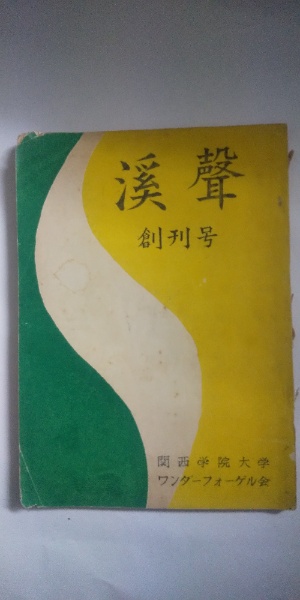 溪聲
創刊号
関西学院大学
ワンダーフォーゲル会